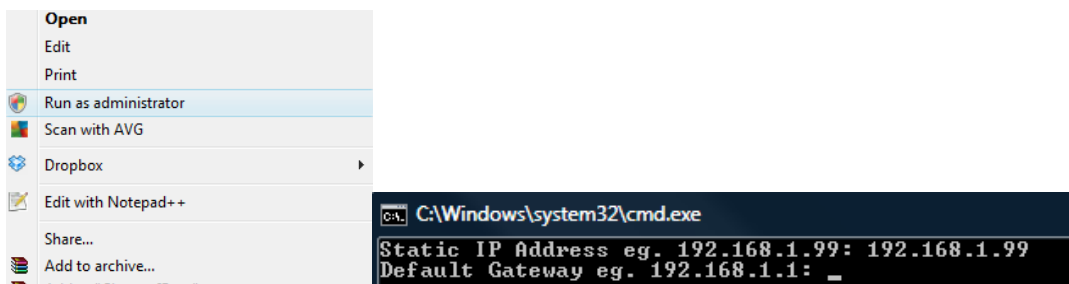 Open
Edit
Print
Run as administrator
Scan with AVG
Dropbox
Edit with Notepad++
Share...
Add to archive...
C:\Windows\system32\cmd.exe
Static IP Address eg. 192.168.1.99: 192.168.1.99
Default Gateway eg. 192.168.1.1: _